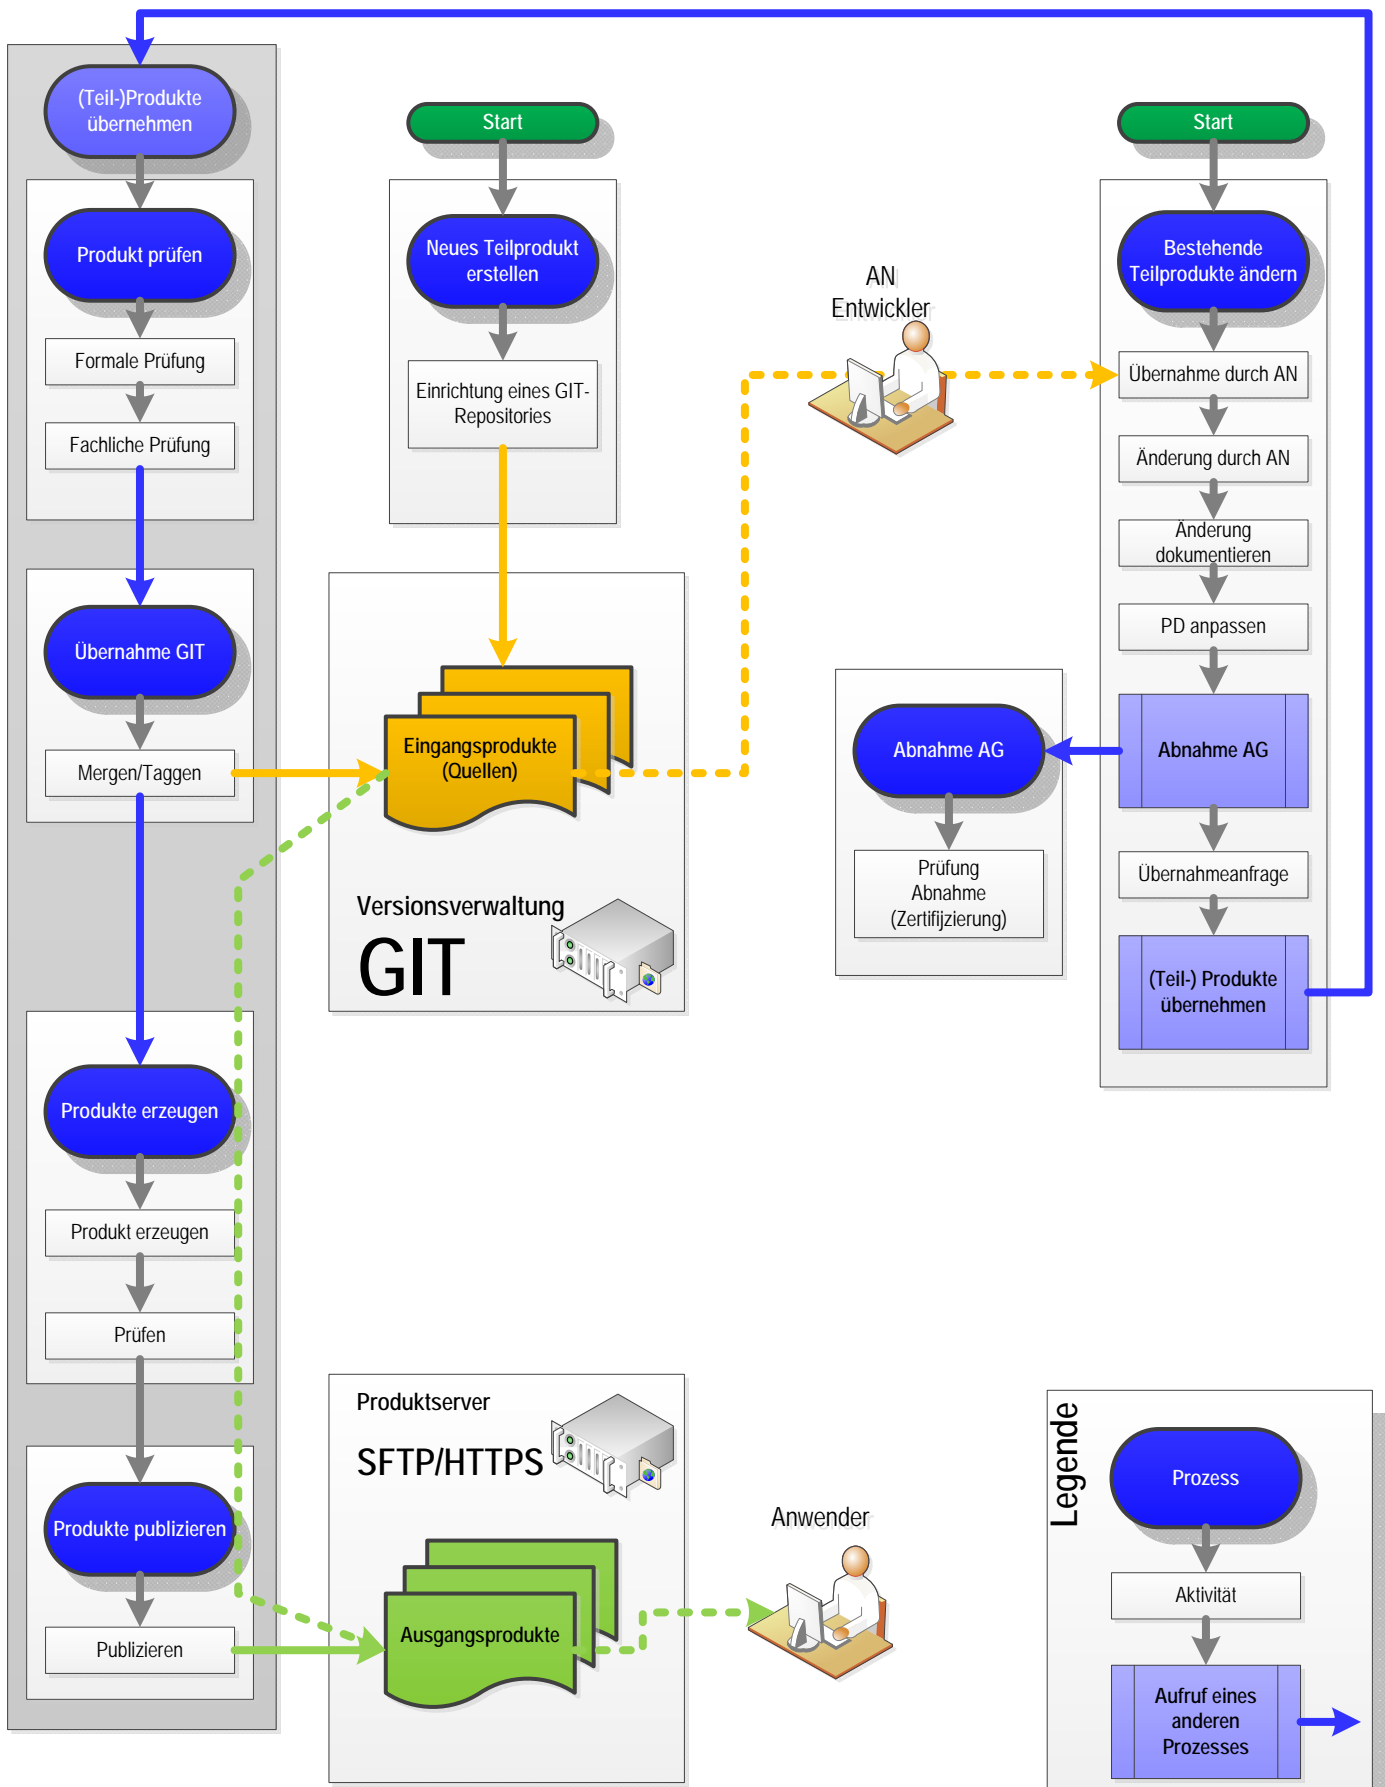 (Teil-)Produkte
übernehmen
Produkt prüfen
Formale Prüfung
Fachliche Prüfung
Übernahme GIT
Mergen/Taggen
Produkte erzeugen
Produkt erzeugen
Prüfen
Produkte publizieren
Publizieren
Start
Neues Teilprodukt
erstellen
Einrichtung eines GIT-
Repositories
Eingangsprodukte
(Quellen)
Versionsverwaltung
GIT
Produktserver
SFTP/HTTPS
Ausgangsprodukte
AN
Entwickler
Abnahme AG
Prüfung
Abnahme
(Zertifijzierung)
Anwender
Start
Bestehende
Teilprodukte ändern
Übernahme durch AN
Änderung durch AN
Änderung
dokumentieren
PD anpassen
Abnahme AG
Übernahmeanfrage
(Teil-) Produkte
übernehmen
Legende
Prozess
Aktivität
Aufruf eines
anderen
Prozesses